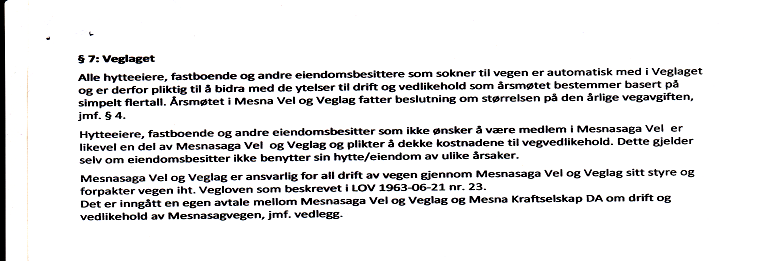 § 7: Veglaget
Alle hytteeiere, fastboende og andre eiendomsbesittere som sokner til vegen er automatisk med i Veglaget
og er derfor pliktig til å bidra med de ytelser til drift og vedlikehold som årsmøtet bestemmer basert på
simpelt flertall. Årsmøtet i Mesna Vel og Veglag fatter beslutning om størrelsen på den årlige vegavgiften,
jmf. § 4.
Hytteeiere, fastboende og andre eiendomsbesitter som ikke ønsker å være medlem i Mesnasaga Vel er
likevel en del av Mesnasaga Vel og Veglag og plikter å dekke kostnadene til vegvedlikehold. Dette gjelder
selv om eiendomsbesitter ikke benytter sin hytte/eiendom av ulike årsaker.
Mesnasaga Vel og Veglag er ansvarlig for all drift av vegen gjennom Mesnasaga Vel og Veglag sitt styre og
forpakter vegen iht. Vegloven som beskrevet i LOV 1963-06-21 nr. 23.
Det er inngått en egen avtale mellom Mesnasaga Vel og Veglag og Mesna Kraftselskap DA om drift og
vedlikehold av Mesnasagvegen, jmf. vedlegg.